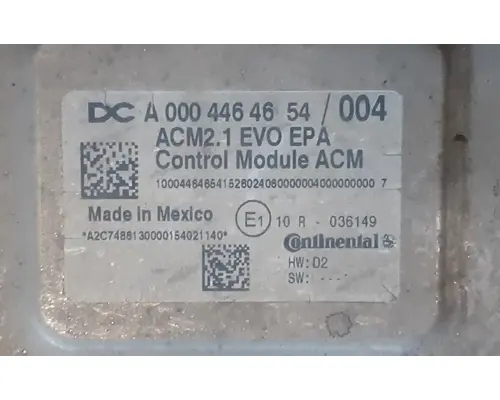 DC A 000 446 46 54 / 004
ACM2.1 EVO EPA
Control Module ACM
10004464654152602408000000400000000 7
Made in Mexico
E1 10 R - 036149
*A2C7488130000154021140*
Continental
HW: D2
SW: ----